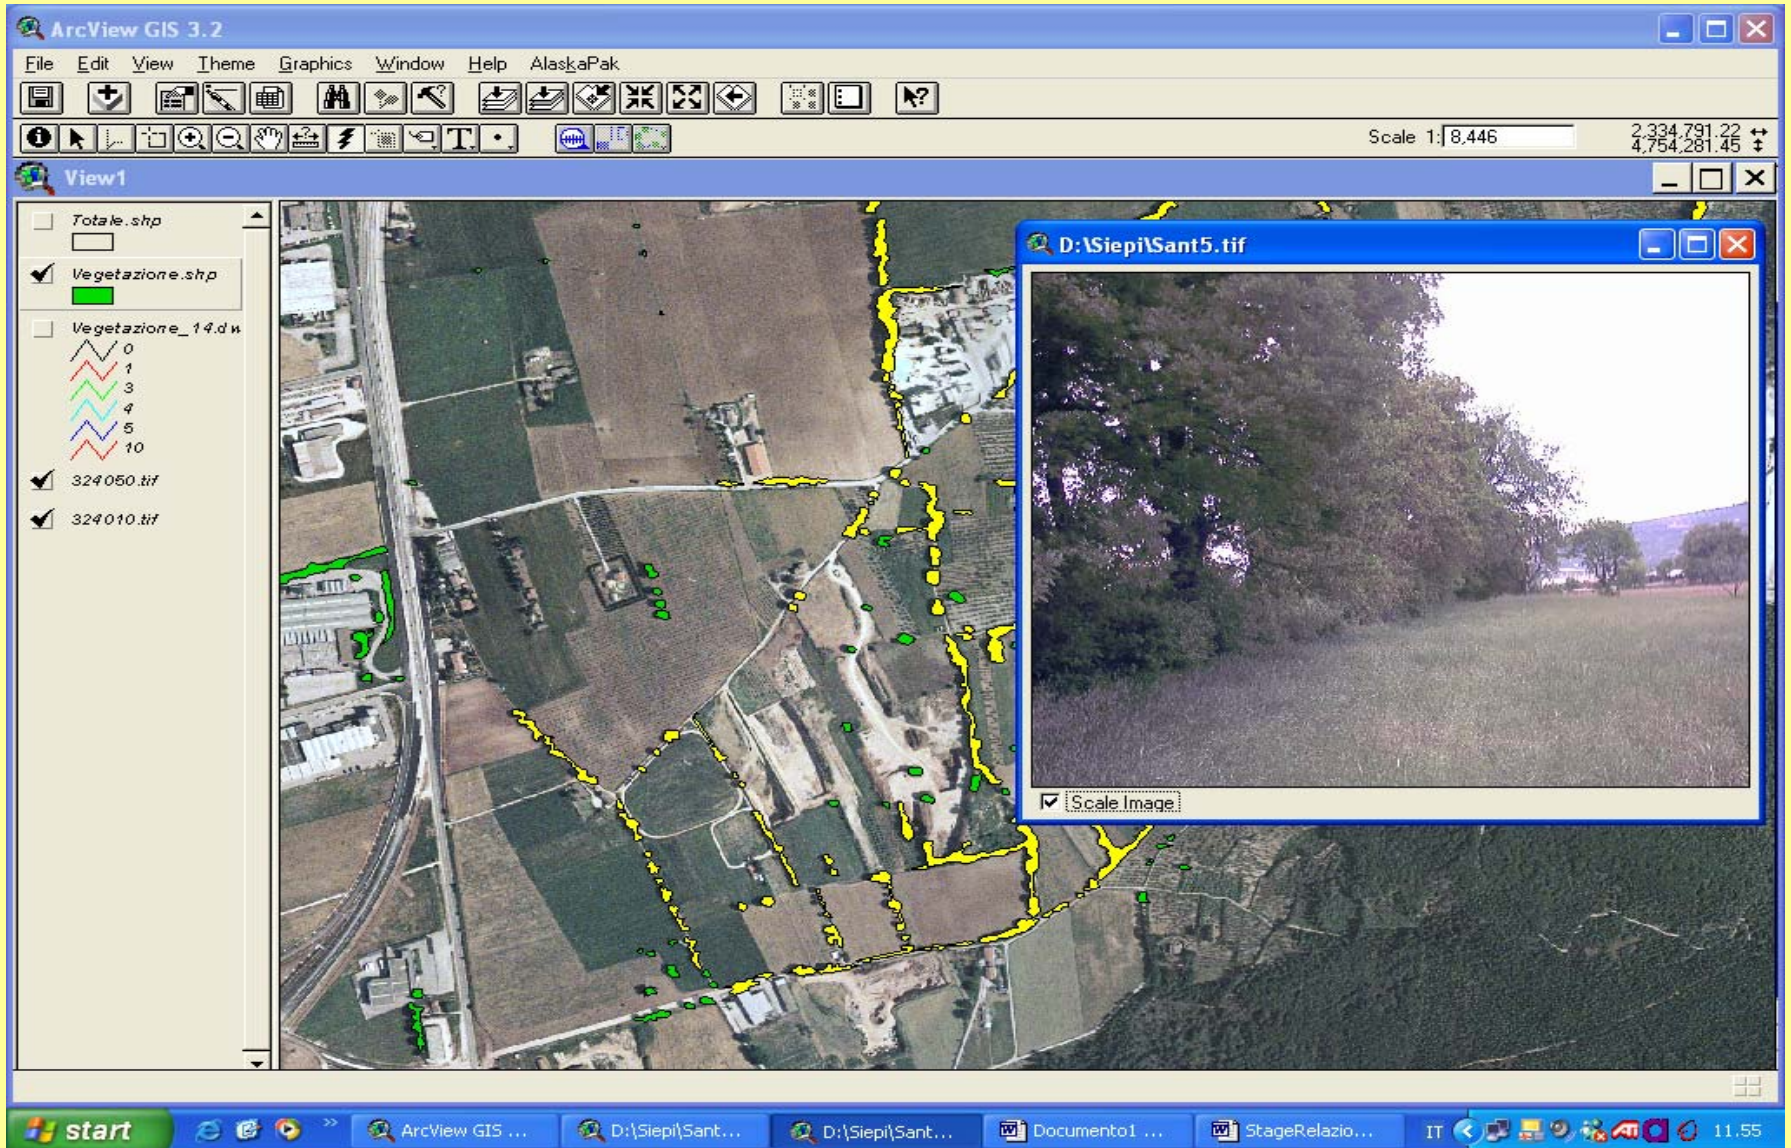 ArcView GIS 3.2
File Edit View Theme Graphics Window Help AlaskaPak
Scale 1: 8,446
2,334,791.22
4,754,281.45
View1
Totale.shp
Vegetazione.shp
Vegetazione_14.dw
0
1
3
4
5
10
324050.tif
324010.tif
D:\Siepi\Sant5.tif
Scale Image
start
ArcView GIS ...
D:\Siepi\Sant...
D:\Siepi\Sant...
Documento1 ...
StageRelazio...
IT
ATI
11.55